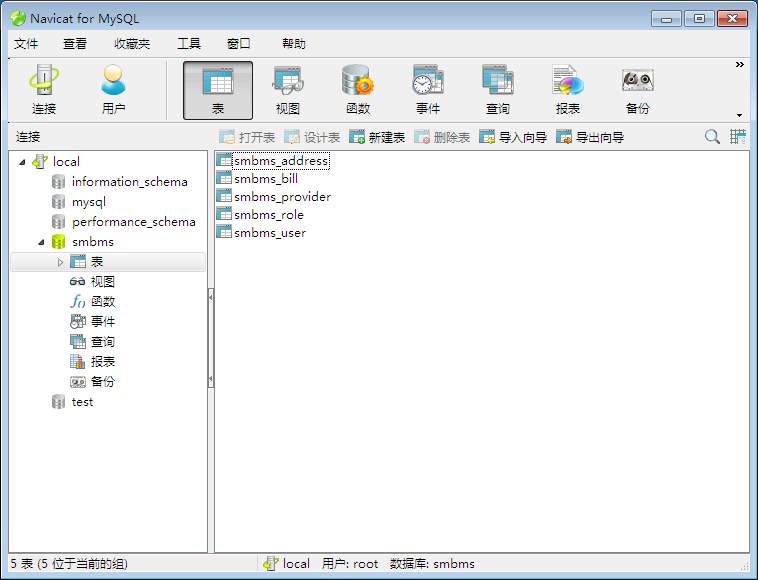 Navicat for MySQL
文件 查看 收藏夹 工具 窗口 帮助
连接 用户 表 视图 函数 事件 查询 报表 备份
连接 打开表 设计表 新建表 删除表 导入向导 导出向导
local
information_schema
mysql
performance_schema
smbms
表
视图
函数
事件
查询
报表
备份
test
smbms_address
smbms_bill
smbms_provider
smbms_role
smbms_user
5 表 (5 位于当前的组) local 用户: root 数据库: smbms